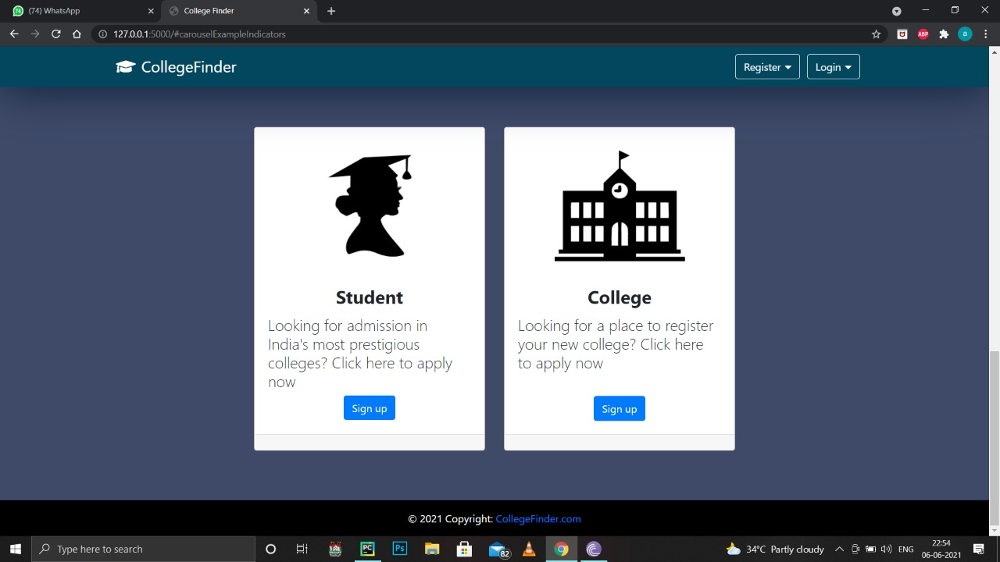 (74) WhatsApp
College Finder
127.0.0.1:5000/#carouselExampleIndicators
ABP
a
CollegeFinder
Register
Login
Student
Looking for admission in
India's most prestigious
colleges? Click here to apply
now
Sign up
College
Looking for a place to register
your new college? Click here
to apply now
Sign up
© 2021 Copyright: CollegeFinder.com
Type here to search
PC
Ps
82
34°C Partly cloudy
ENG
22:54
06-06-2021